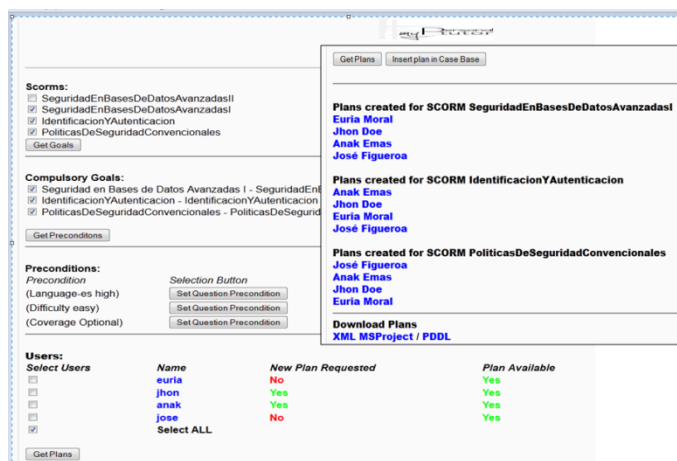 Scorms:
SeguridadEnBasesDeDatosAvanzadasII
SeguridadEnBasesDeDatosAvanzadasI
IdentificacionYAutenticacion
PoliticasDeSeguridadConvencionales
Get Goals
Compulsory Goals:
Seguridad en Bases de Datos Avanzadas I - SeguridadEnB
IdentificacionYAutenticacion - IdentificacionYAutenticacion
PoliticasDeSeguridadConvencionales - PoliticasDeSegurid
Get Preconditons
Preconditions:
Precondition Selection Button
(Language-es high) Set Question Precondition
(Difficulty easy) Set Question Precondition
(Coverage Optional) Set Question Precondition
Users:
Select Users Name New Plan Requested Plan Available
euria No Yes
jhon Yes Yes
anak Yes Yes
jose No Yes
Select ALL
Get Plans
Get Plans Insert plan in Case Base
Plans created for SCORM SeguridadEnBasesDeDatosAvanzadasI
Euria Moral
Jhon Doe
Anak Emas
José Figueroa
Plans created for SCORM IdentificacionYAutenticacion
Anak Emas
Jhon Doe
Euria Moral
José Figueroa
Plans created for SCORM PoliticasDeSeguridadConvencionales
José Figueroa
Anak Emas
Jhon Doe
Euria Moral
Download Plans
XML MSProject / PDDL